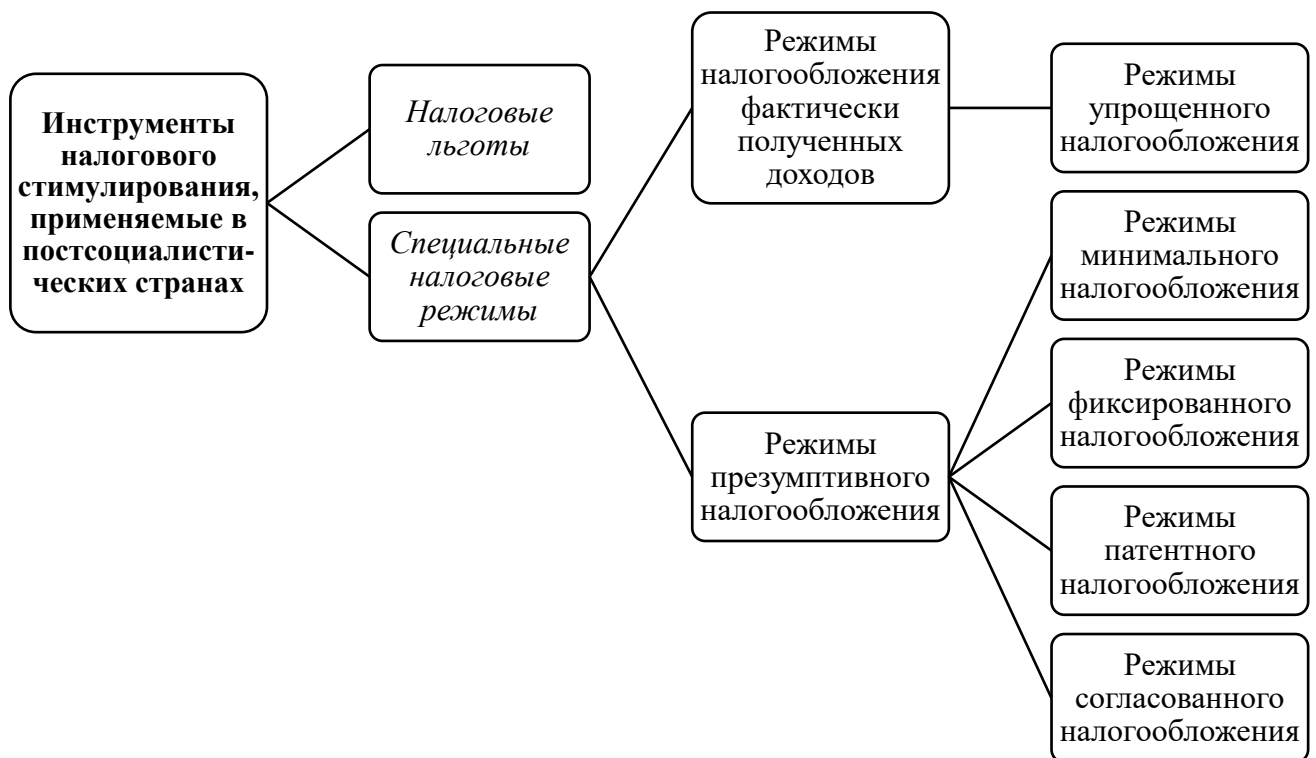 Инструменты
налогового
стимулирования,
применяемые в
постсоциалисти-
ческих странах
Налоговые
льготы
Специальные
налоговые
режимы
Режимы
налогообложения
фактически
полученных
доходов
Режимы
презумптивного
налогообложения
Режимы
упрощенного
налогообложения
Режимы
минимального
налогообложения
Режимы
фиксированного
налогообложения
Режимы
патентного
налогообложения
Режимы
согласованного
налогообложения